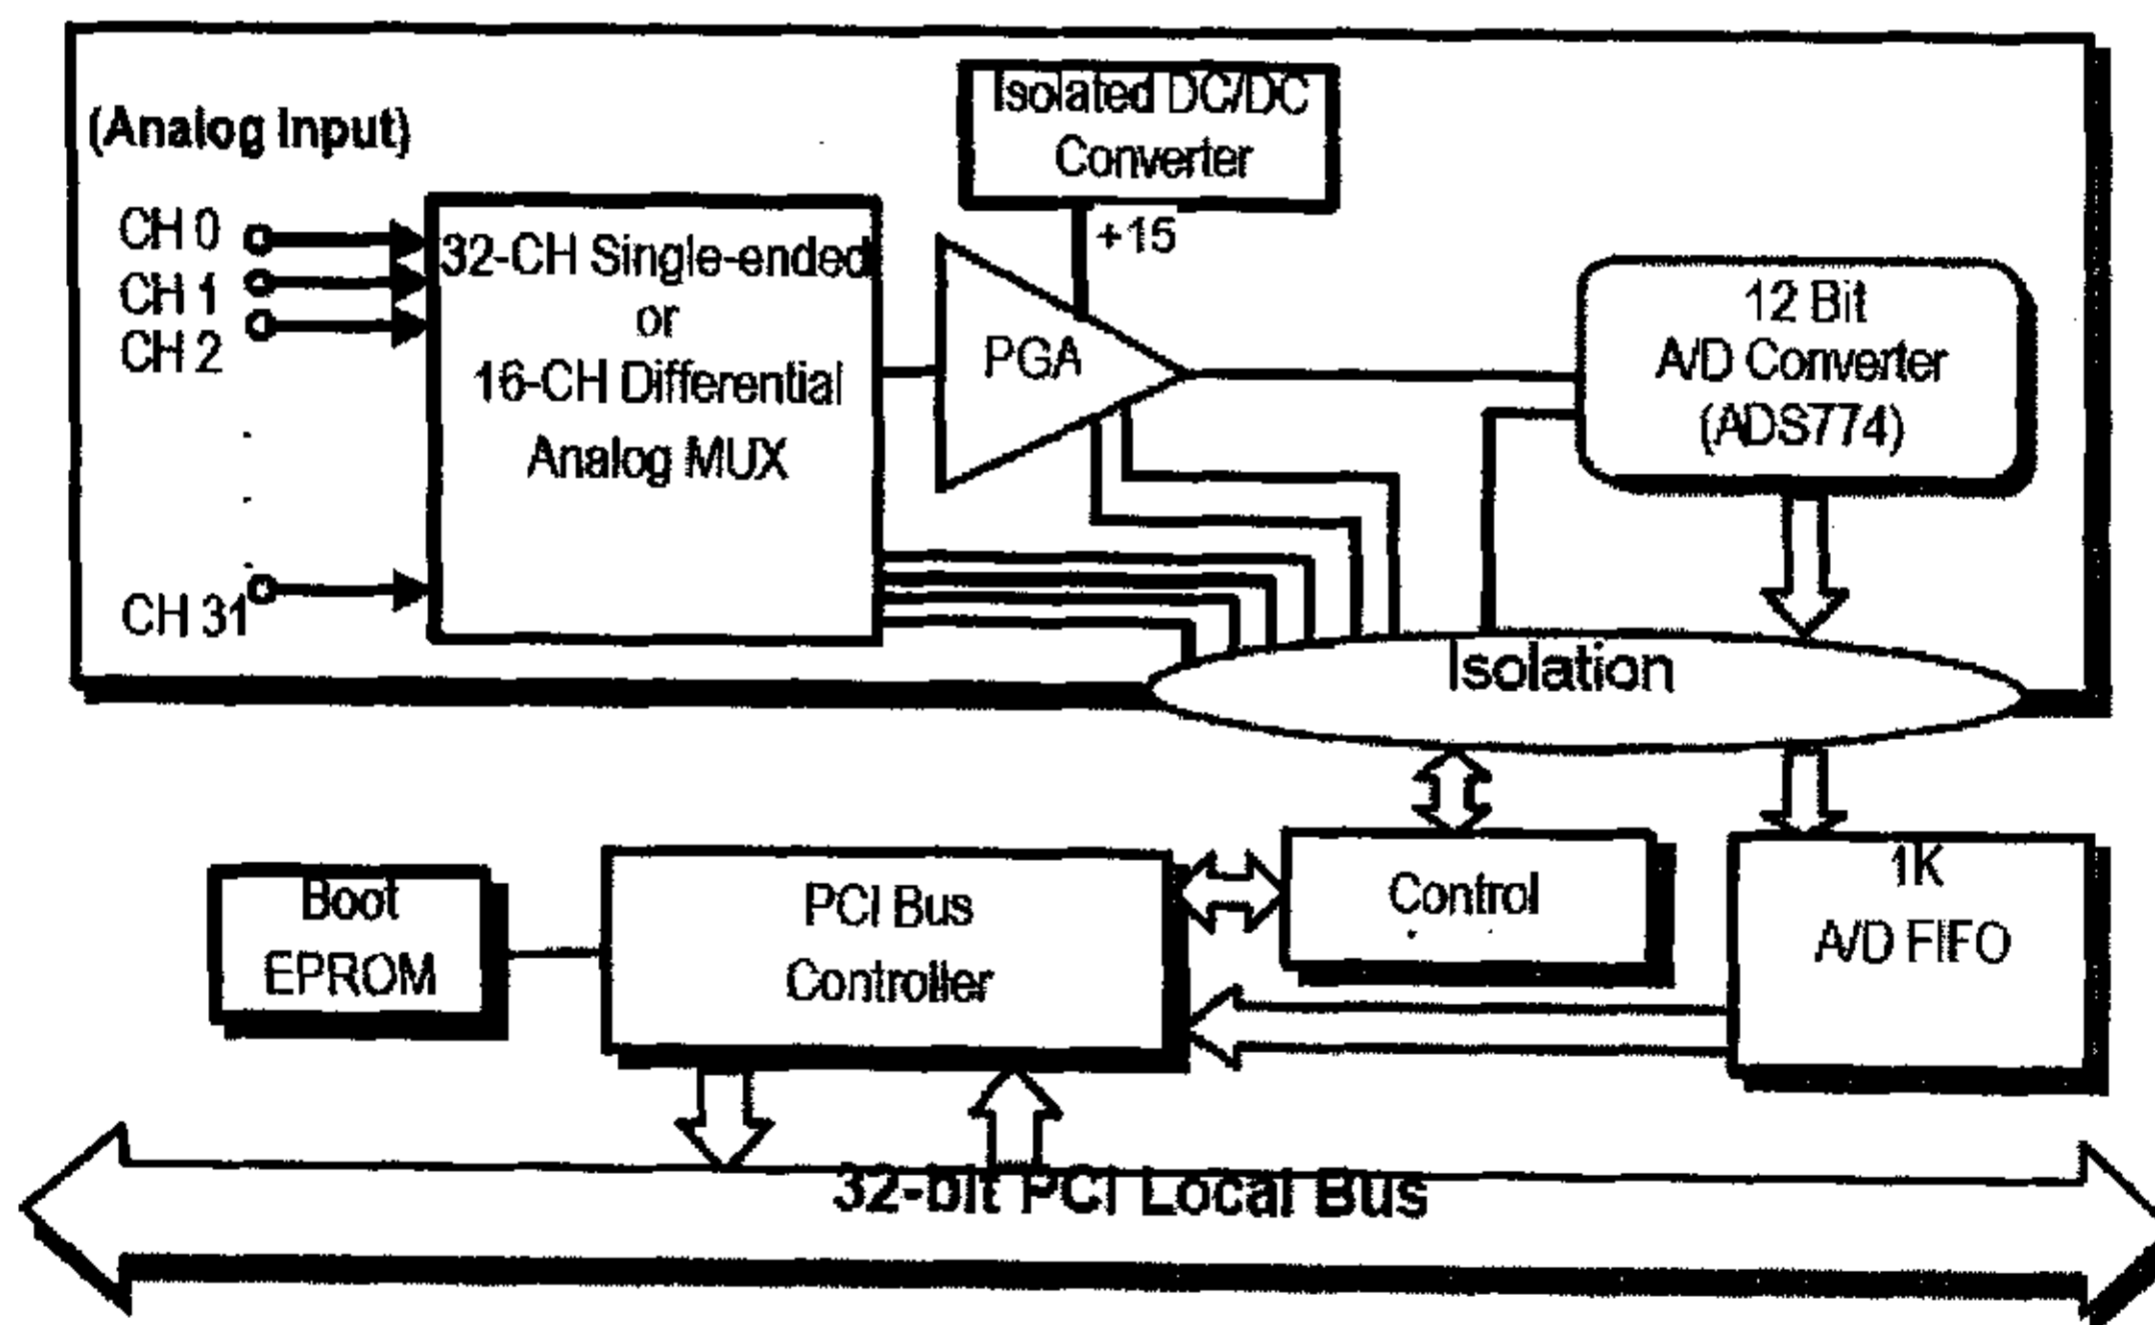 Isolated DC/DC
Converter
(Analog Input)
+15
CH 0
CH 1
CH 2
CH 31
32-CH Single-ended
or
16-CH Differential
Analog MUX
PGA
12 Bit
A/D Converter
(ADS774)
Isolation
Boot
EPROM
PCI Bus
Controller
Control
1K
A/D FIFO
32-bit PCI Local Bus